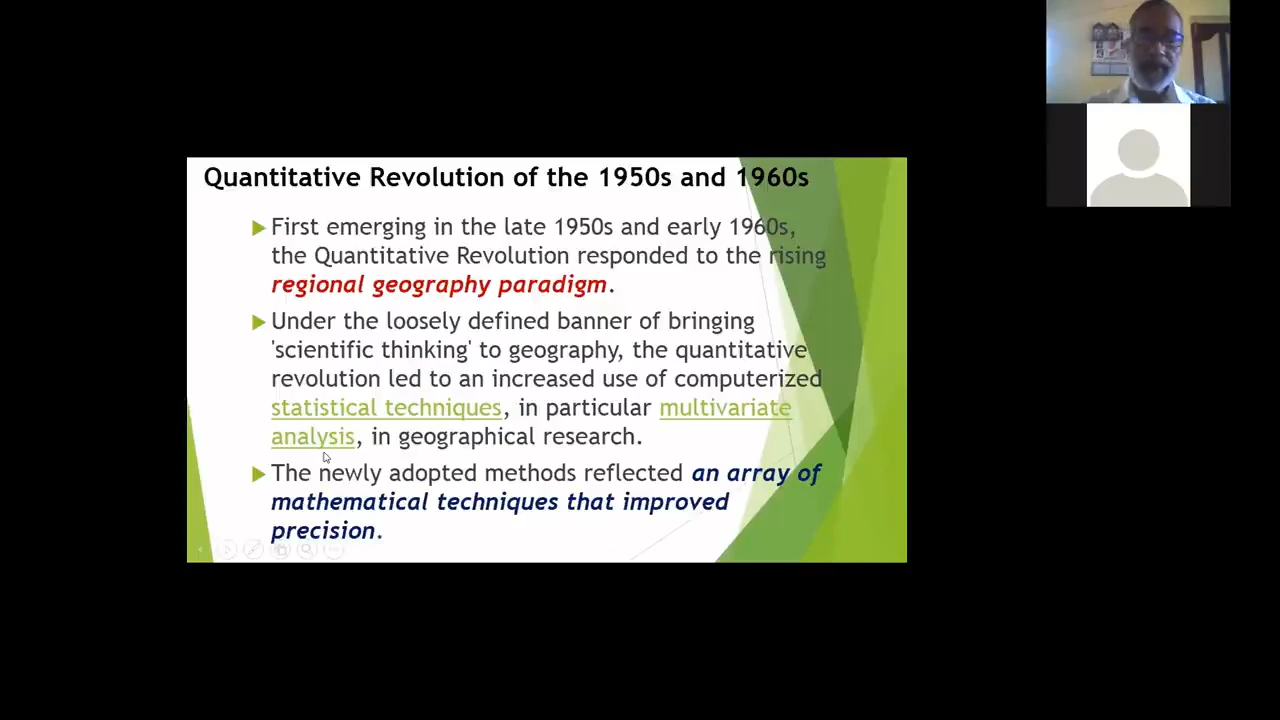 Quantitative Revolution of the 1950s and 1960s
First emerging in the late 1950s and early 1960s,
the Quantitative Revolution responded to the rising
regional geography paradigm.
Under the loosely defined banner of bringing
'scientific thinking' to geography, the quantitative
revolution led to an increased use of computerized
statistical techniques, in particular multivariate
analysis, in geographical research.
The newly adopted methods reflected an array of
mathematical techniques that improved
precision.